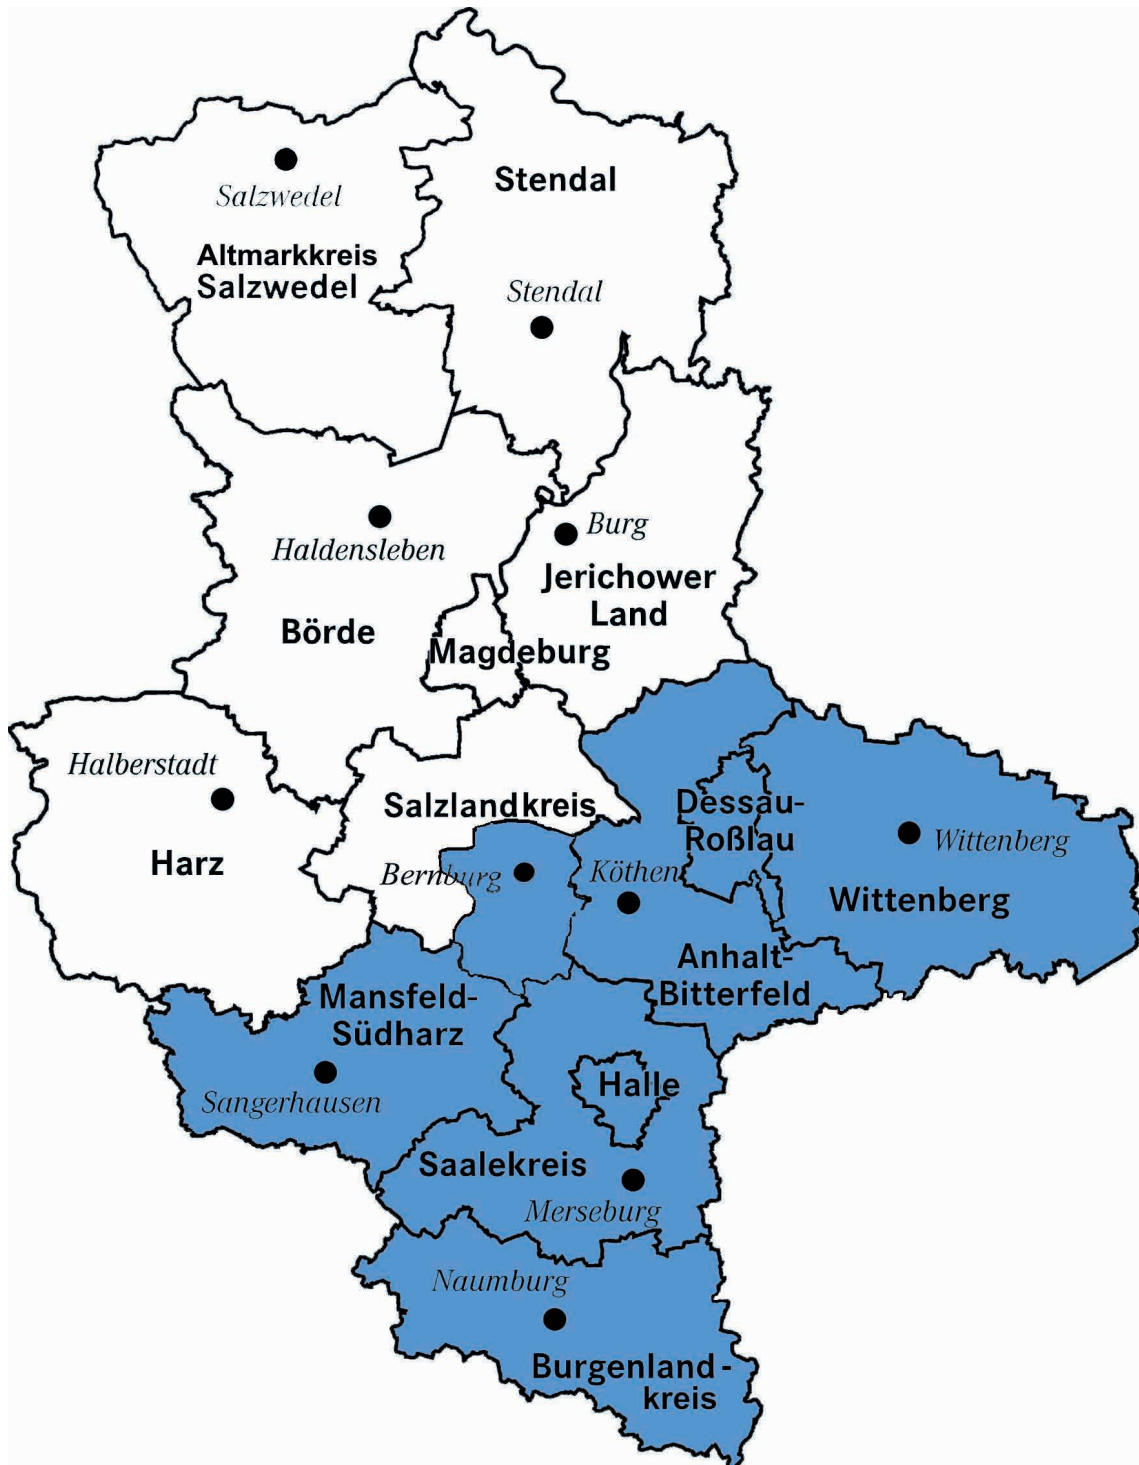 Stendal
Salzwedel
Altmarkkreis
Salzwedel
Stendal
Burg
Haldensleben
Jerichower
Land
Börde
Magdeburg
Halberstadt
Salzlandkreis
Dessau-
Roßlau
Wittenberg
Harz
Bernburg
Köthen
Wittenberg
Anhalt-
Bitterfeld
Mansfeld-
Südharz
Halle
Sangerhausen
Saalekreis
Merseburg
Naumburg
Burgenland-
kreis